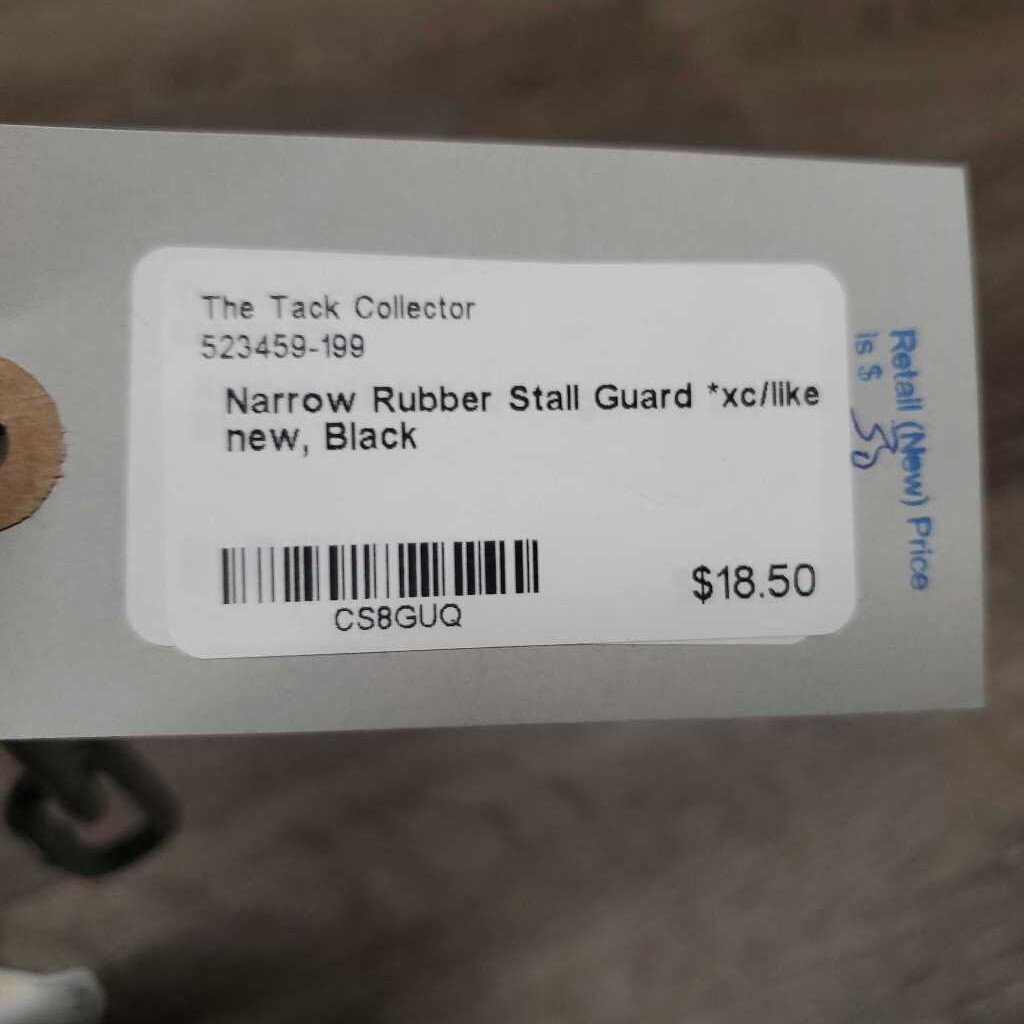 The Tack Collector
523459-199
Narrow Rubber Stall Guard *xc/like
new, Black
CS8GUQ
$18.50
Retail (New) Price
is $ 50